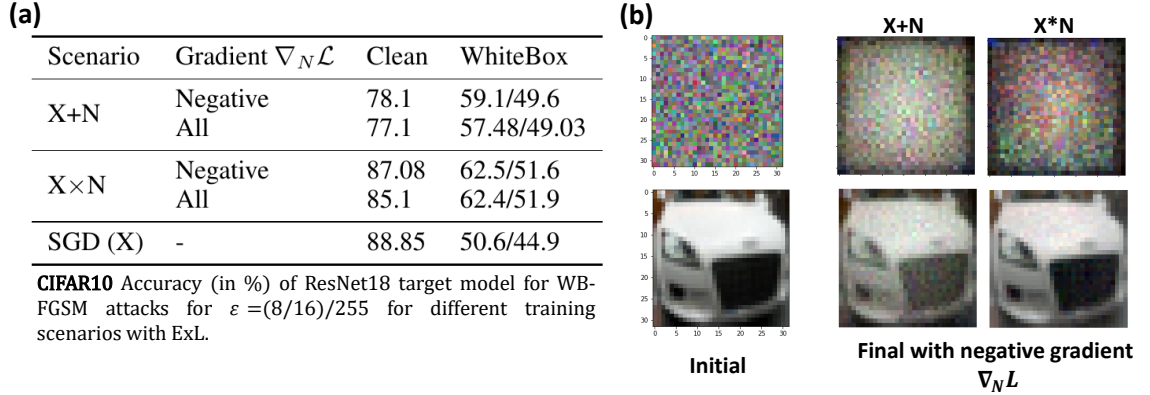 (a)
Scenario Gradient ∇_N ℒ Clean WhiteBox
X+N Negative 78.1 59.1/49.6
All 77.1 57.48/49.03
X×N Negative 87.08 62.5/51.6
All 85.1 62.4/51.9
SGD (X) - 88.85 50.6/44.9
CIFAR10 Accuracy (in %) of ResNet18 target model for WB-
FGSM attacks for ε =(8/16)/255 for different training
scenarios with ExL.
(b)
X+N X*N
0
5
10
15
20
25
30
0 5 10 15 20 25 30
0
5
10
15
20
25
30
0 5 10 15 20 25 30
Initial
Final with negative gradient
∇_N L